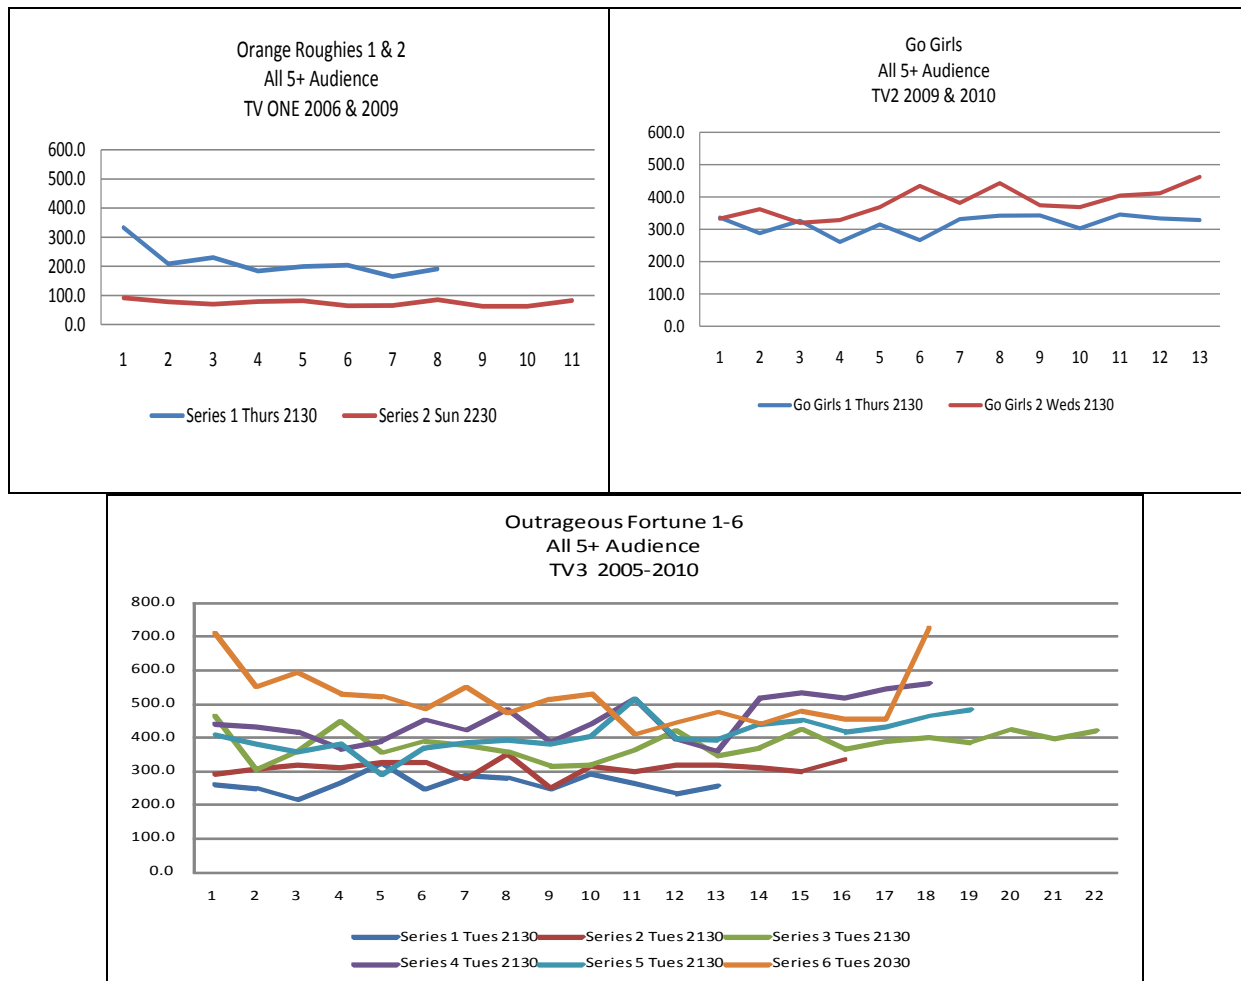 Orange Roughies 1 & 2
All 5+ Audience
TV ONE 2006 & 2009
600.0
500.0
400.0
300.0
200.0
100.0
0.0
1 2 3 4 5 6 7 8 9 10 11
Series 1 Thurs 2130 Series 2 Sun 2230
Go Girls
All 5+ Audience
TV2 2009 & 2010
600.0
500.0
400.0
300.0
200.0
100.0
0.0
1 2 3 4 5 6 7 8 9 10 11 12 13
Go Girls 1 Thurs 2130 Go Girls 2 Weds 2130
Outrageous Fortune 1-6
All 5+ Audience
TV3 2005-2010
800.0
700.0
600.0
500.0
400.0
300.0
200.0
100.0
0.0
1 2 3 4 5 6 7 8 9 10 11 12 13 14 15 16 17 18 19 20 21 22
Series 1 Tues 2130 Series 2 Tues 2130 Series 3 Tues 2130
Series 4 Tues 2130 Series 5 Tues 2130 Series 6 Tues 2030